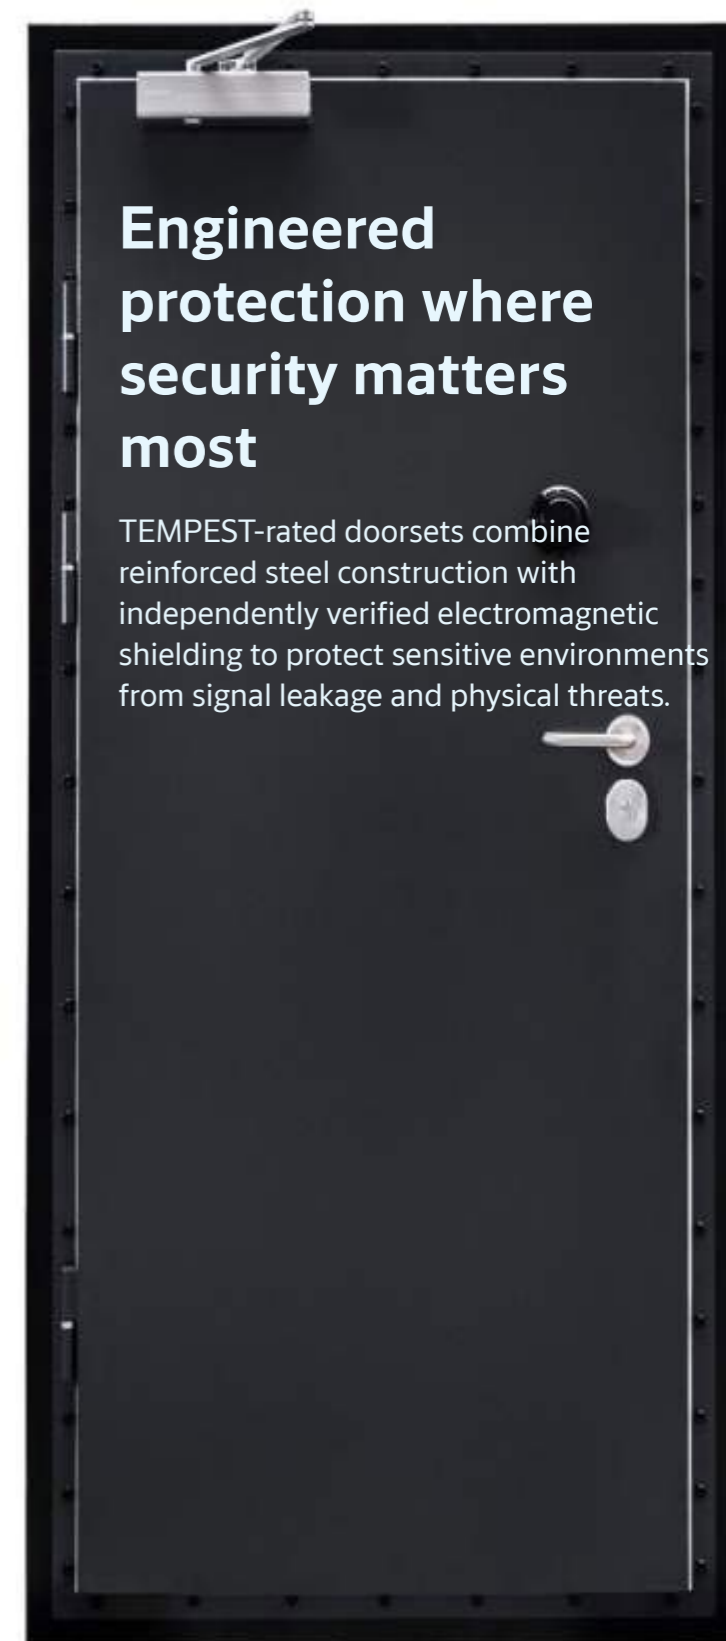 Engineered
protection where
security matters
most
TEMPEST-rated doorsets combine
reinforced steel construction with
independently verified electromagnetic
shielding to protect sensitive environments
from signal leakage and physical threats.